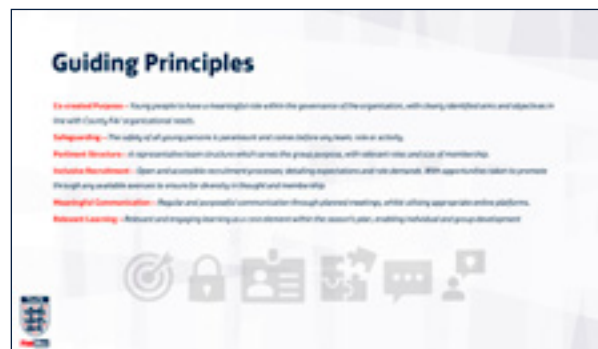 Guiding Principles
Co-created Purpose – Young people to have a meaningful role within the governance of the organisation, with clearly identified aims and objectives in
line with County FA' organisational needs.
Safeguarding – The safety of all young persons is paramount and comes before any team, role or activity.
Pertinent Structure – A representative team structure which serves the group purpose, with relevant roles and size of membership.
Inclusive Recruitment – Open and accessible recruitment processes, detailing expectations and role demands. With opportunities taken to promote
through any available avenues to ensure for diversity in thought and membership
Meaningful Communication – Regular and purposeful communication through planned meetings, whilst utilising appropriate online platforms.
Relevant Learning – Relevant and engaging learning as a core element within the season's plan, enabling individual and group development